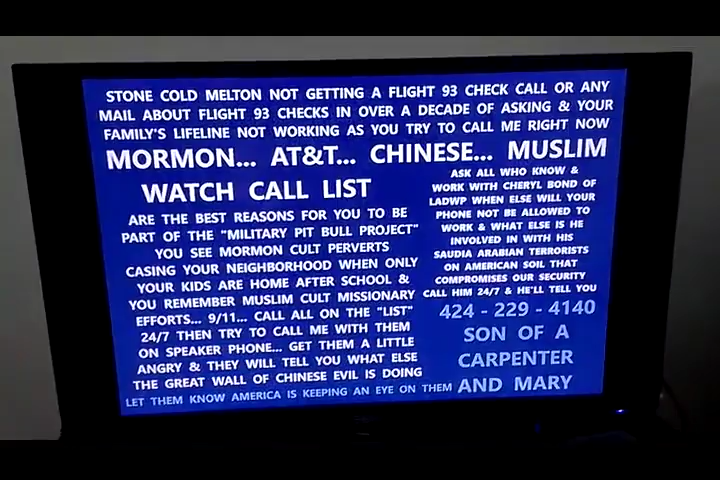 STONE COLD MELTON NOT GETTING A FLIGHT 93 CHECK CALL OR ANY
MAIL ABOUT FLIGHT 93 CHECKS IN OVER A DECADE OF ASKING & YOUR
FAMILY'S LIFELINE NOT WORKING AS YOU TRY TO CALL ME RIGHT NOW
MORMON... AT&T... CHINESE... MUSLIM
WATCH CALL LIST
ARE THE BEST REASONS FOR YOU TO BE
PART OF THE "MILITARY PIT BULL PROJECT"
YOU SEE MORMON CULT PERVERTS
CASING YOUR NEIGHBORHOOD WHEN ONLY
YOUR KIDS ARE HOME AFTER SCHOOL &
YOU REMEMBER MUSLIM CULT MISSIONARY
EFFORTS... 9/11... CALL ALL ON THE "LIST"
24/7 THEN TRY TO CALL ME WITH THEM
ON SPEAKER PHONE... GET THEM A LITTLE
ANGRY & THEY WILL TELL YOU WHAT ELSE
THE GREAT WALL OF CHINESE EVIL IS DOING
LET THEM KNOW AMERICA IS KEEPING AN EYE ON THEM
ASK ALL WHO KNOW &
WORK WITH CHERYL BOND OF
LADWP WHEN ELSE WILL YOUR
PHONE NOT BE ALLOWED TO
WORK & WHAT ELSE IS HE
INVOLVED IN WITH HIS
SAUDIA ARABIAN TERRORISTS
ON AMERICAN SOIL THAT
COMPROMISES OUR SECURITY
CALL HIM 24/7 & HE'LL TELL YOU
424 - 229 - 4140
SON OF A
CARPENTER
AND MARY